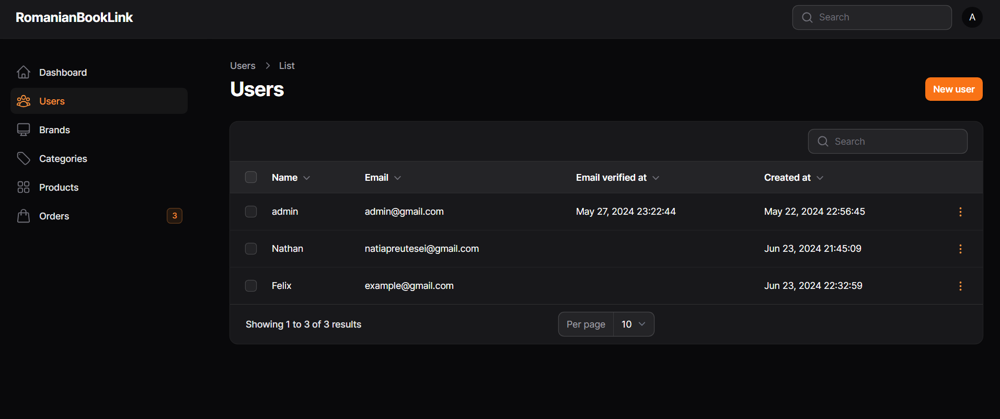 RomanianBookLink
Search
A
Dashboard
Users
Brands
Categories
Products
Orders 3
Users List
Users
New user
Search
Name Email Email verified at Created at
admin admin@gmail.com May 27, 2024 23:22:44 May 22, 2024 22:56:45
Nathan natiapreutesei@gmail.com Jun 23, 2024 21:45:09
Felix example@gmail.com Jun 23, 2024 22:32:59
Showing 1 to 3 of 3 results Per page 10